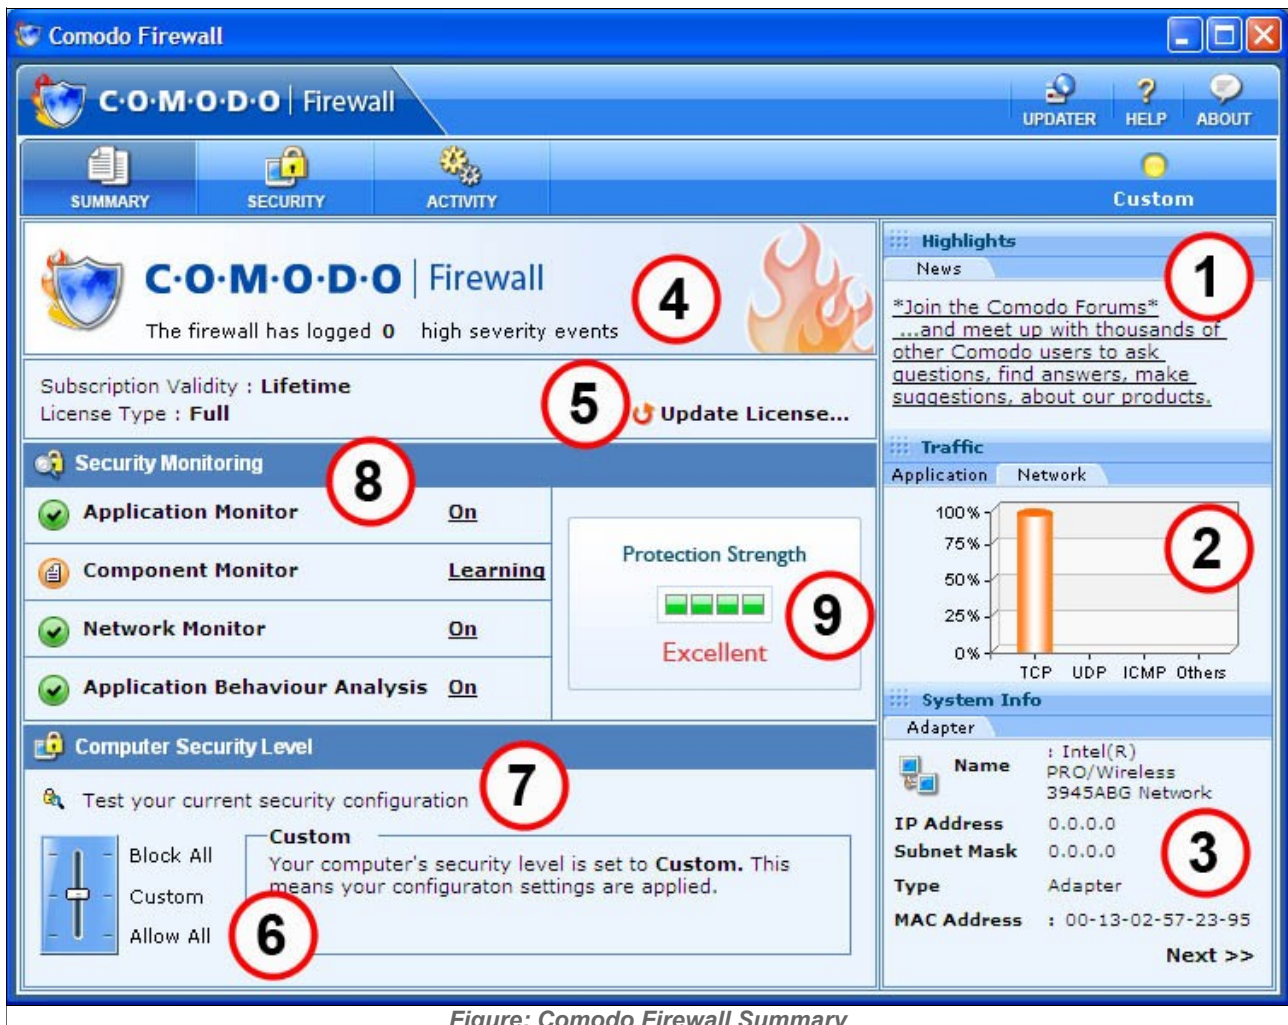 Comodo Firewall
C·O·M·O·D·O | Firewall
UPDATER HELP ABOUT
SUMMARY SECURITY ACTIVITY
Custom
C·O·M·O·D·O | Firewall
The firewall has logged 0 high severity events
4
Subscription Validity : Lifetime
License Type : Full
5
Update License...
Security Monitoring
8
Application Monitor On
Component Monitor Learning
Network Monitor On
Application Behaviour Analysis On
Protection Strength
9
Excellent
Computer Security Level
7
Test your current security configuration
Block All
Custom
Allow All
6
Custom
Your computer's security level is set to Custom. This
means your configuraton settings are applied.
Highlights
News
1
*Join the Comodo Forums*
...and meet up with thousands of
other Comodo users to ask
questions, find answers, make
suggestions, about our products.
Traffic
Application Network
2
100%
75%
50%
25%
0%
TCP UDP ICMP Others
System Info
Adapter
Name : Intel(R)
PRO/Wireless
3945ABG Network
IP Address 0.0.0.0
Subnet Mask 0.0.0.0
3
Type Adapter
MAC Address : 00-13-02-57-23-95
Next >>
Figure: Comodo Firewall Summary